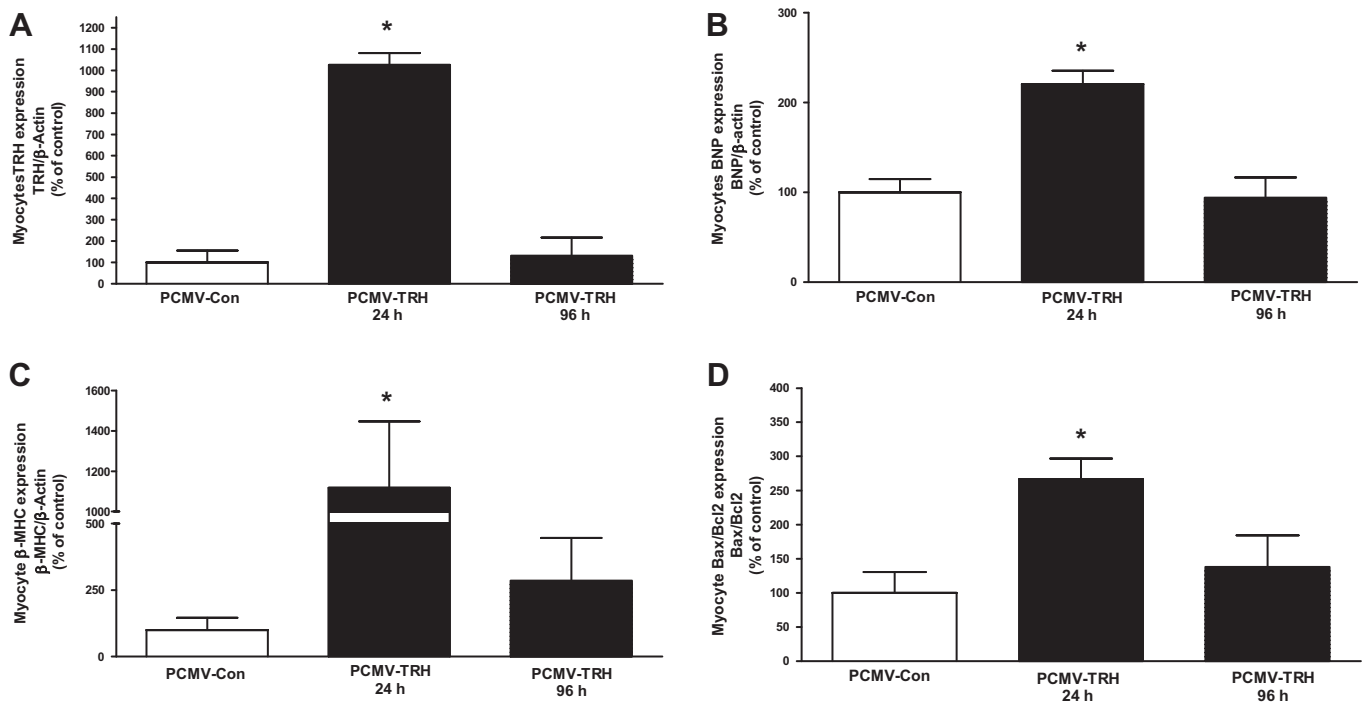 A
Myocytes TRH expression
TRH/β-Actin
(% of control)
1200
1100
1000
900
800
700
600
500
400
300
200
100
0
*
PCMV-Con
PCMV-TRH
24 h
PCMV-TRH
96 h
B
Myocytes BNP expression
BNP/β-actin
(% of control)
300
200
100
0
*
PCMV-Con
PCMV-TRH
24 h
PCMV-TRH
96 h
C
Myocyte β-MHC expression
β-MHC/β-Actin
(% of control)
1600
1400
1200
1000
500
250
0
*
PCMV-Con
PCMV-TRH
24 h
PCMV-TRH
96 h
D
Myocyte Bax/Bcl2 expression
Bax/Bcl2
(% of control)
400
350
300
250
200
150
100
50
0
*
PCMV-Con
PCMV-TRH
24 h
PCMV-TRH
96 h